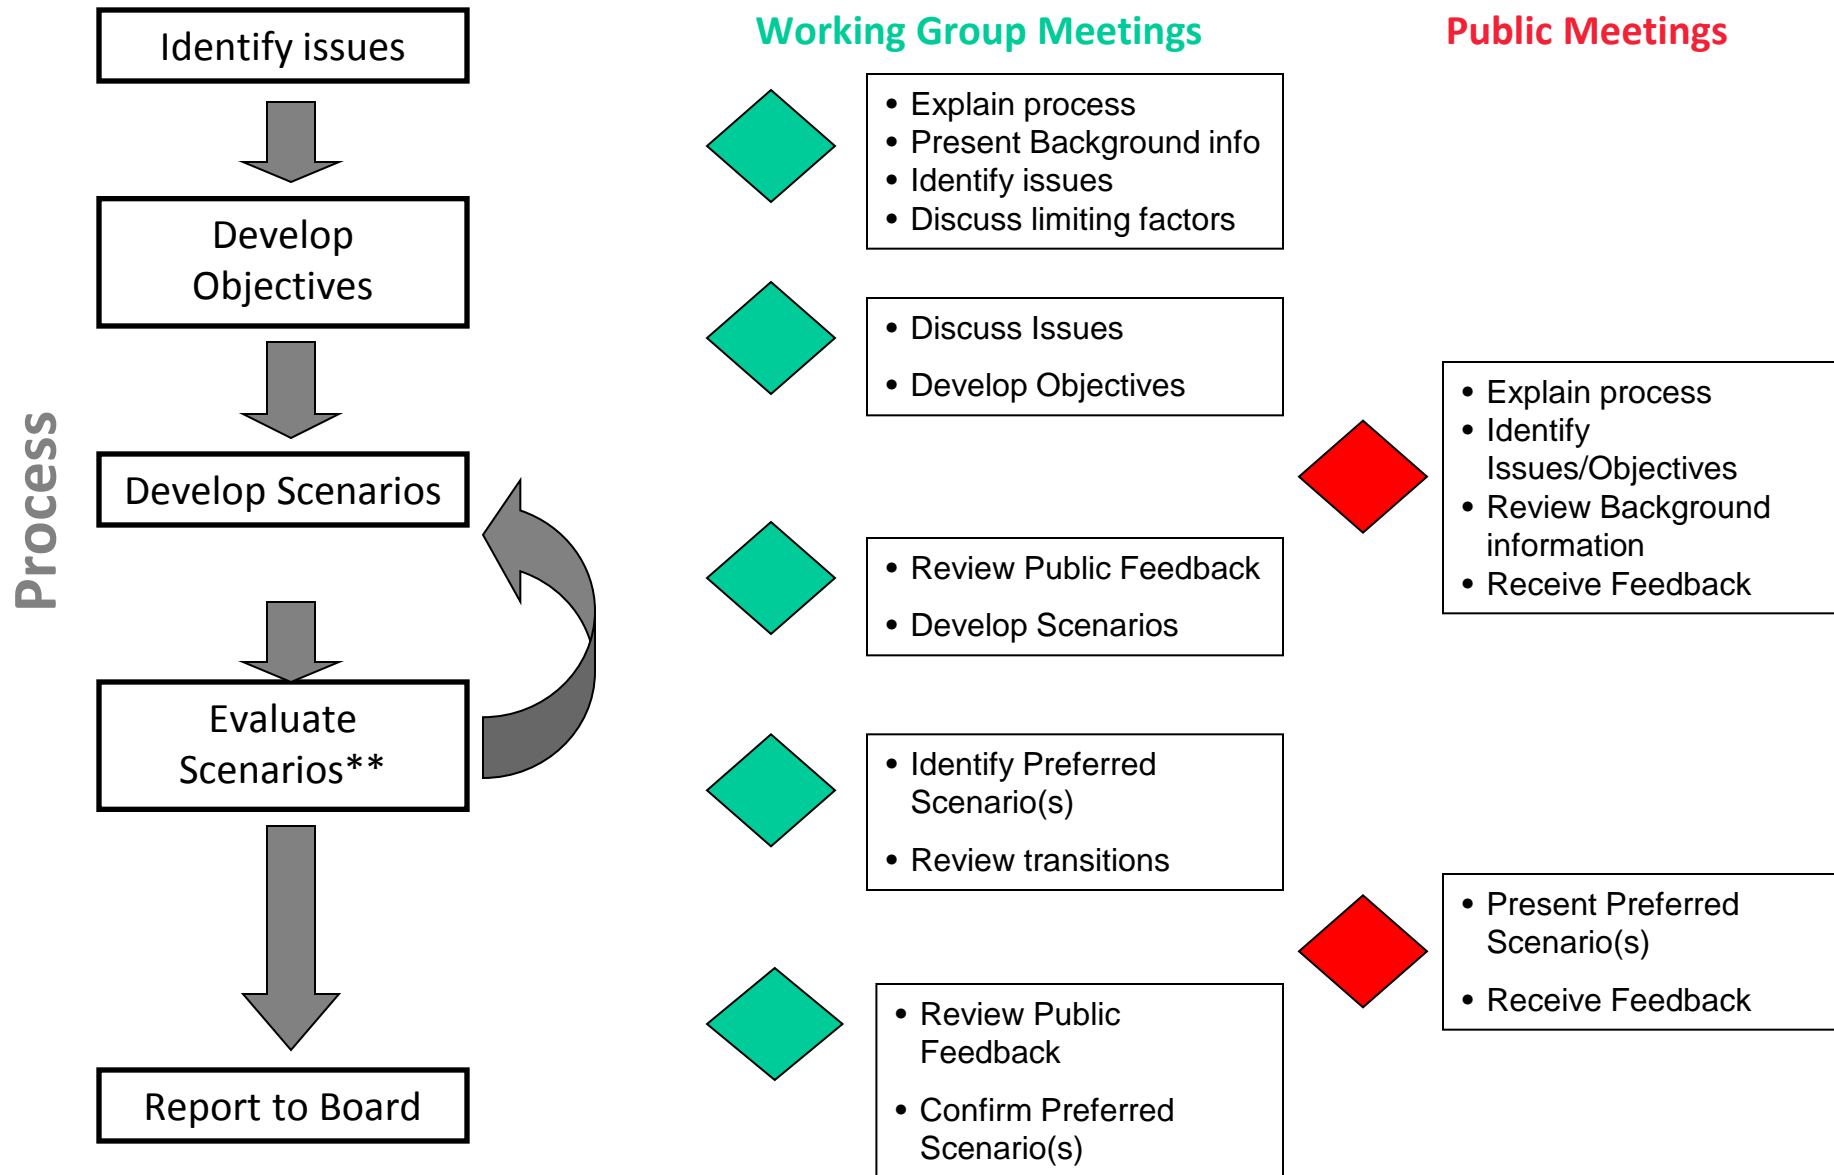 Process
Identify issues
Develop
Objectives
Develop Scenarios
Evaluate
Scenarios**
Report to Board
Working Group Meetings
• Explain process
• Present Background info
• Identify issues
• Discuss limiting factors
• Discuss Issues
• Develop Objectives
• Review Public Feedback
• Develop Scenarios
• Identify Preferred
Scenario(s)
• Review transitions
• Review Public
Feedback
• Confirm Preferred
Scenario(s)
Public Meetings
• Explain process
• Identify
Issues/Objectives
• Review Background
information
• Receive Feedback
• Present Preferred
Scenario(s)
• Receive Feedback